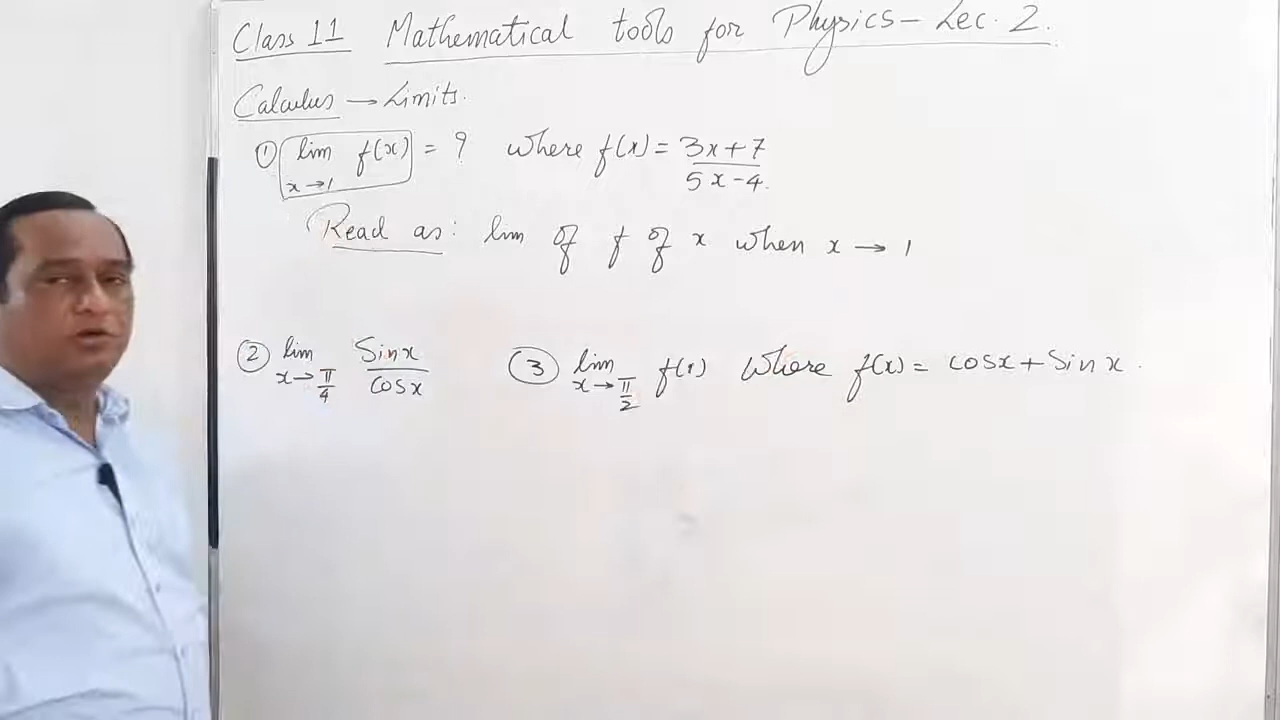 Class 11 Mathematical tools for Physics – Lec. 2.
Calculus → Limits.
① lim f(x) = ? where f(x) = 3x+7
x→1 5x-4.
Read as: lim of f of x when x → 1
② lim Sinx ③ lim f(x) Where f(x) = cosx + Sin x.
x→π/4 cosx x→π/2